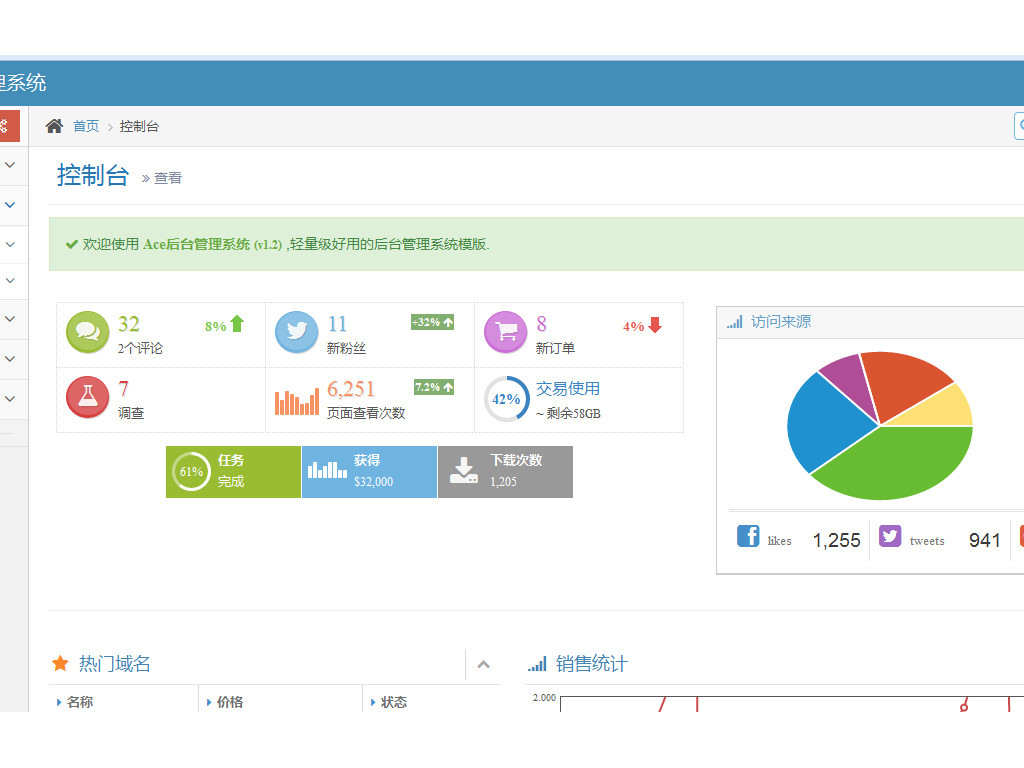 理系统
首页 > 控制台
控制台 » 查看
欢迎使用 Ace后台管理系统 (v1.2) ,轻量级好用的后台管理系统模版.
32 8%
2个评论
11 +32%
新粉丝
8 4%
新订单
7
调查
6,251 7.2%
页面查看次数
42% 交易使用
~ 剩余58GB
61% 任务
完成
获得
$32,000
下载次数
1,205
访问来源
likes 1,255 tweets 941
热门域名
名称 价格 状态
销售统计
2.000